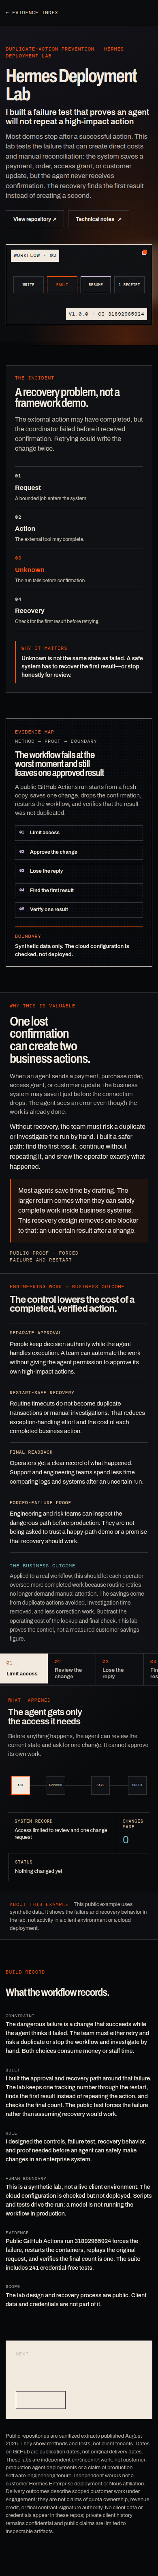 ← EVIDENCE INDEX
DUPLICATE-ACTION PREVENTION · HERMES
DEPLOYMENT LAB
Hermes Deployment
Lab
I built a failure test that proves an agent
will not repeat a high-impact action
Most demos stop after a successful action. This
lab tests the failure that can create direct costs
and manual reconciliation: the system saves a
payment, order, access grant, or customer
update, but the agent never receives
confirmation. The recovery finds the first result
instead of creating a second.
View repository ↗
Technical notes ↗
WORKFLOW · 02
WRITE
FAULT
RESUME
1 RECEIPT
V1.0.0 · CI 31892965924
THE INCIDENT
A recovery problem, not a
framework demo.
The external action may have completed, but
the coordinator failed before it received
confirmation. Retrying could write the
change twice.
01
Request
A bounded job enters the system.
02
Action
The external tool may complete.
03
Unknown
The run fails before confirmation.
04
Recovery
Check for the first result before retrying.
WHY IT MATTERS
Unknown is not the same state as failed. A safe
system has to recover the first result—or stop
honestly for review.
EVIDENCE MAP
METHOD → PROOF → BOUNDARY
The workflow fails at the
worst moment and still
leaves one approved result
A public GitHub Actions run starts from a fresh
copy, saves one change, drops the confirmation,
restarts the workflow, and verifies that the result
was not duplicated.
01 Limit access
02 Approve the change
03 Lose the reply
04 Find the first result
05 Verify one result
BOUNDARY
Synthetic data only. The cloud configuration is
checked, not deployed.
WHY THIS IS VALUABLE
One lost
confirmation
can create two
business actions.
When an agent sends a payment, purchase order,
access grant, or customer update, the business
system may save it just before the connection
drops. The agent sees an error even though the
work is already done.
Without recovery, the team must risk a duplicate
or investigate the run by hand. I built a safer
path: find the first result, continue without
repeating it, and show the operator exactly what
happened.
Most agents save time by drafting. The
larger return comes when they can safely
complete work inside enterprise systems.
This recovery design removes one blocker
to that: an uncertain result after a change.
PUBLIC PROOF · FORCED
FAILURE AND RESTART
ENGINEERING WORK → BUSINESS OUTCOME
The control lowers the cost of a
completed, verified action.
SEPARATE APPROVAL
People keep decision authority while the agent
handles execution. A team can automate the work
without giving the agent permission to approve its
own high-impact actions.
RESTART-SAFE RECOVERY
Routine timeouts do not become duplicate
transactions or manual investigations. That reduces
exception-handling effort and the cost of each
completed business action.
FINAL READBACK
Operators get a clear record of what happened.
Support and engineering teams spend less time
comparing logs and systems after an uncertain run.
FORCED-FAILURE PROOF
Engineering and risk teams can inspect the
dangerous path before production. They are not
being asked to trust a happy-path demo or a promise
that recovery should work.
THE BUSINESS OUTCOME
Applied to a workflow, this should let each operator
oversee more completed work because routine retries
no longer demand manual attention. The savings come
from fewer duplicate actions, investigation time
removed, and less correction work. Subtract the
operating cost of the lookup and final check. This lab
proves the control, not a measured customer savings
figure.
01
Limit access
02
Review the
change
03
Lose the
reply
WHAT HAPPENED
The agent gets only
the access it needs
Before anything happens, the agent can review the
current state and ask for one change. It cannot approve
its own work.
ASK
APPROVE
SAVE
CHECK
SYSTEM RECORD
Access limited to review and one change
request
CHANGES
MADE
0
STATUS
Nothing changed yet
ABOUT THIS EXAMPLE This public example uses
synthetic data. It shows the failure and recovery behavior in
the lab, not activity in a client environment or a cloud
deployment.
BUILD RECORD
What the workflow records.
CONSTRAINT
The dangerous failure is a change that succeeds while
the agent thinks it failed. The team must either retry and
risk a duplicate or stop the workflow and investigate by
hand. Both choices consume money or staff time.
BUILT
I built the approval and recovery path around that failure.
The lab keeps one tracking number through the restart,
finds the first result instead of repeating the action, and
checks the final count. The public test forces the failure
rather than assuming recovery would work.
ROLE
I designed the controls, failure test, recovery behavior,
and proof needed before an agent can safely make
changes in an enterprise system.
HUMAN BOUNDARY
This is a synthetic lab, not a live client environment. The
cloud configuration is checked but not deployed. Scripts
and tests drive the run; a model is not running the
workflow in production.
EVIDENCE
Public GitHub Actions run 31892965924 forces the
failure, restarts the containers, replays the original
request, and verifies the final count is one. The suite
includes 241 credential-free tests.
SCOPE
The lab design and recovery process are public. Client
data and credentials are not part of it.
NEXT
Public repositories are sanitized extracts published August
2026. They show methods and tests, not client tenants. Dates
on GitHub are publication dates, not original delivery dates.